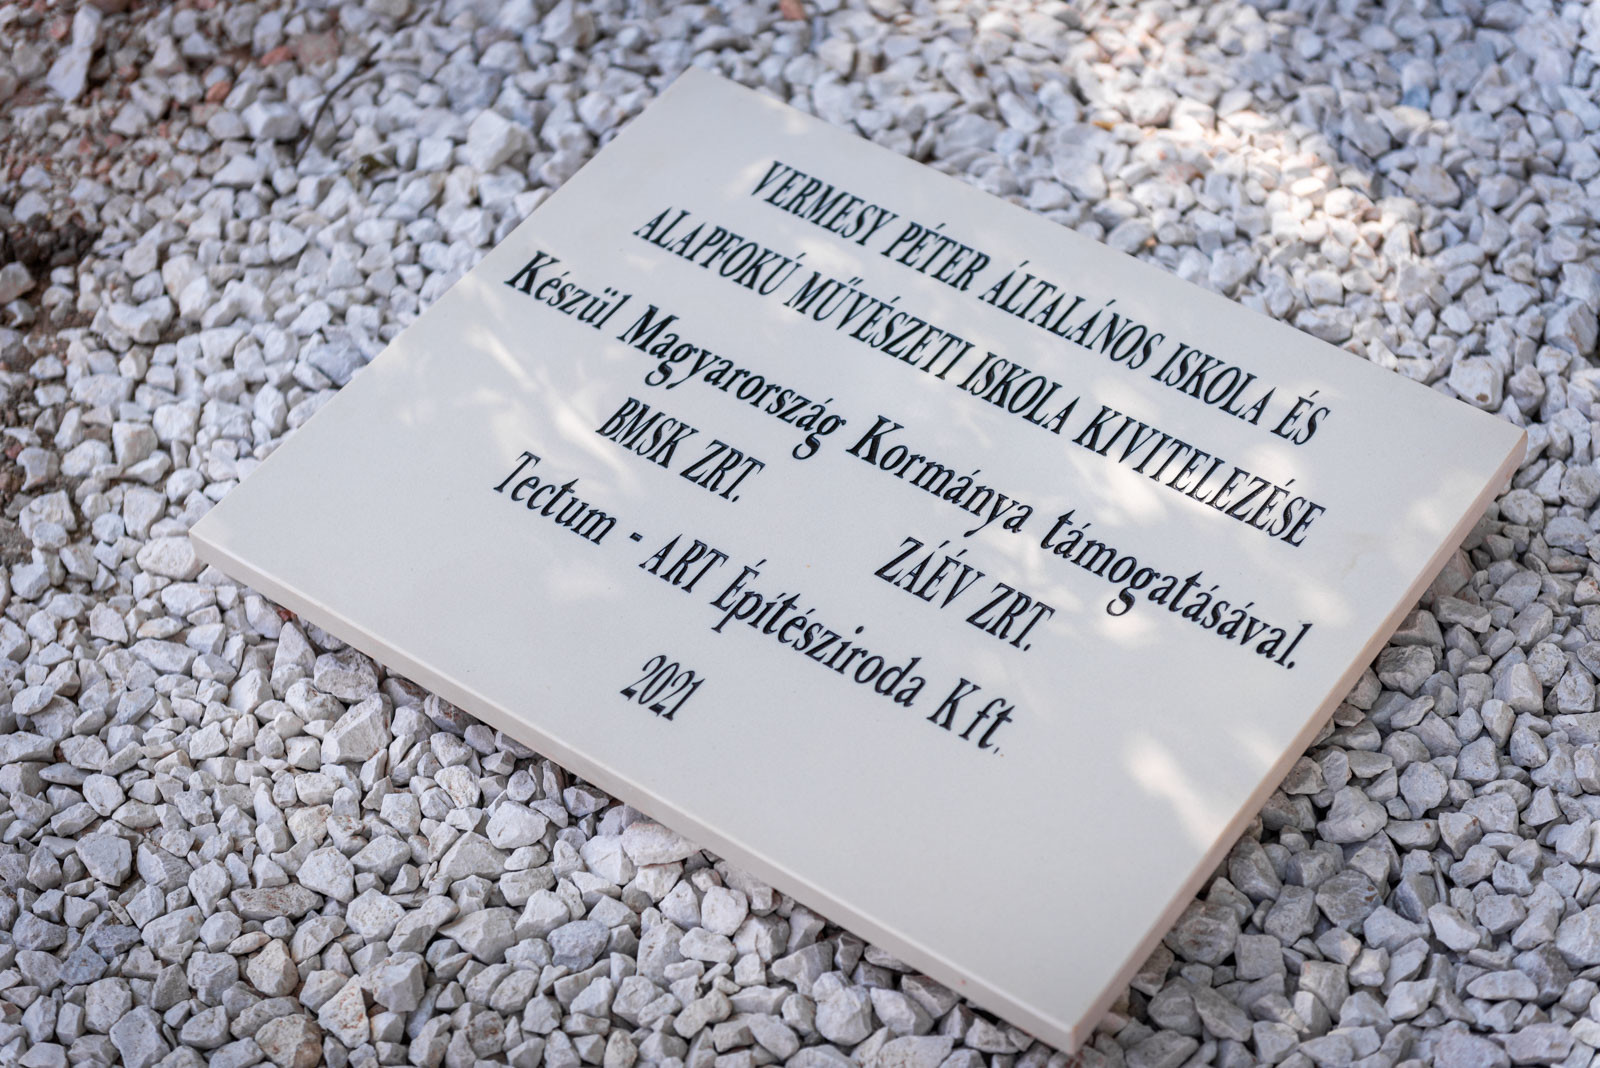 VERMESY PÉTER ÁLTALÁNOS ISKOLA ÉS
ALAPFOKÚ MŰVÉSZETI ISKOLA KIVITELEZÉSE
Készül Magyarország Kormánya támogatásával.
BMSK ZRT. ZÁÉV ZRT.
Tectum - ART Építésziroda Kft.
2021